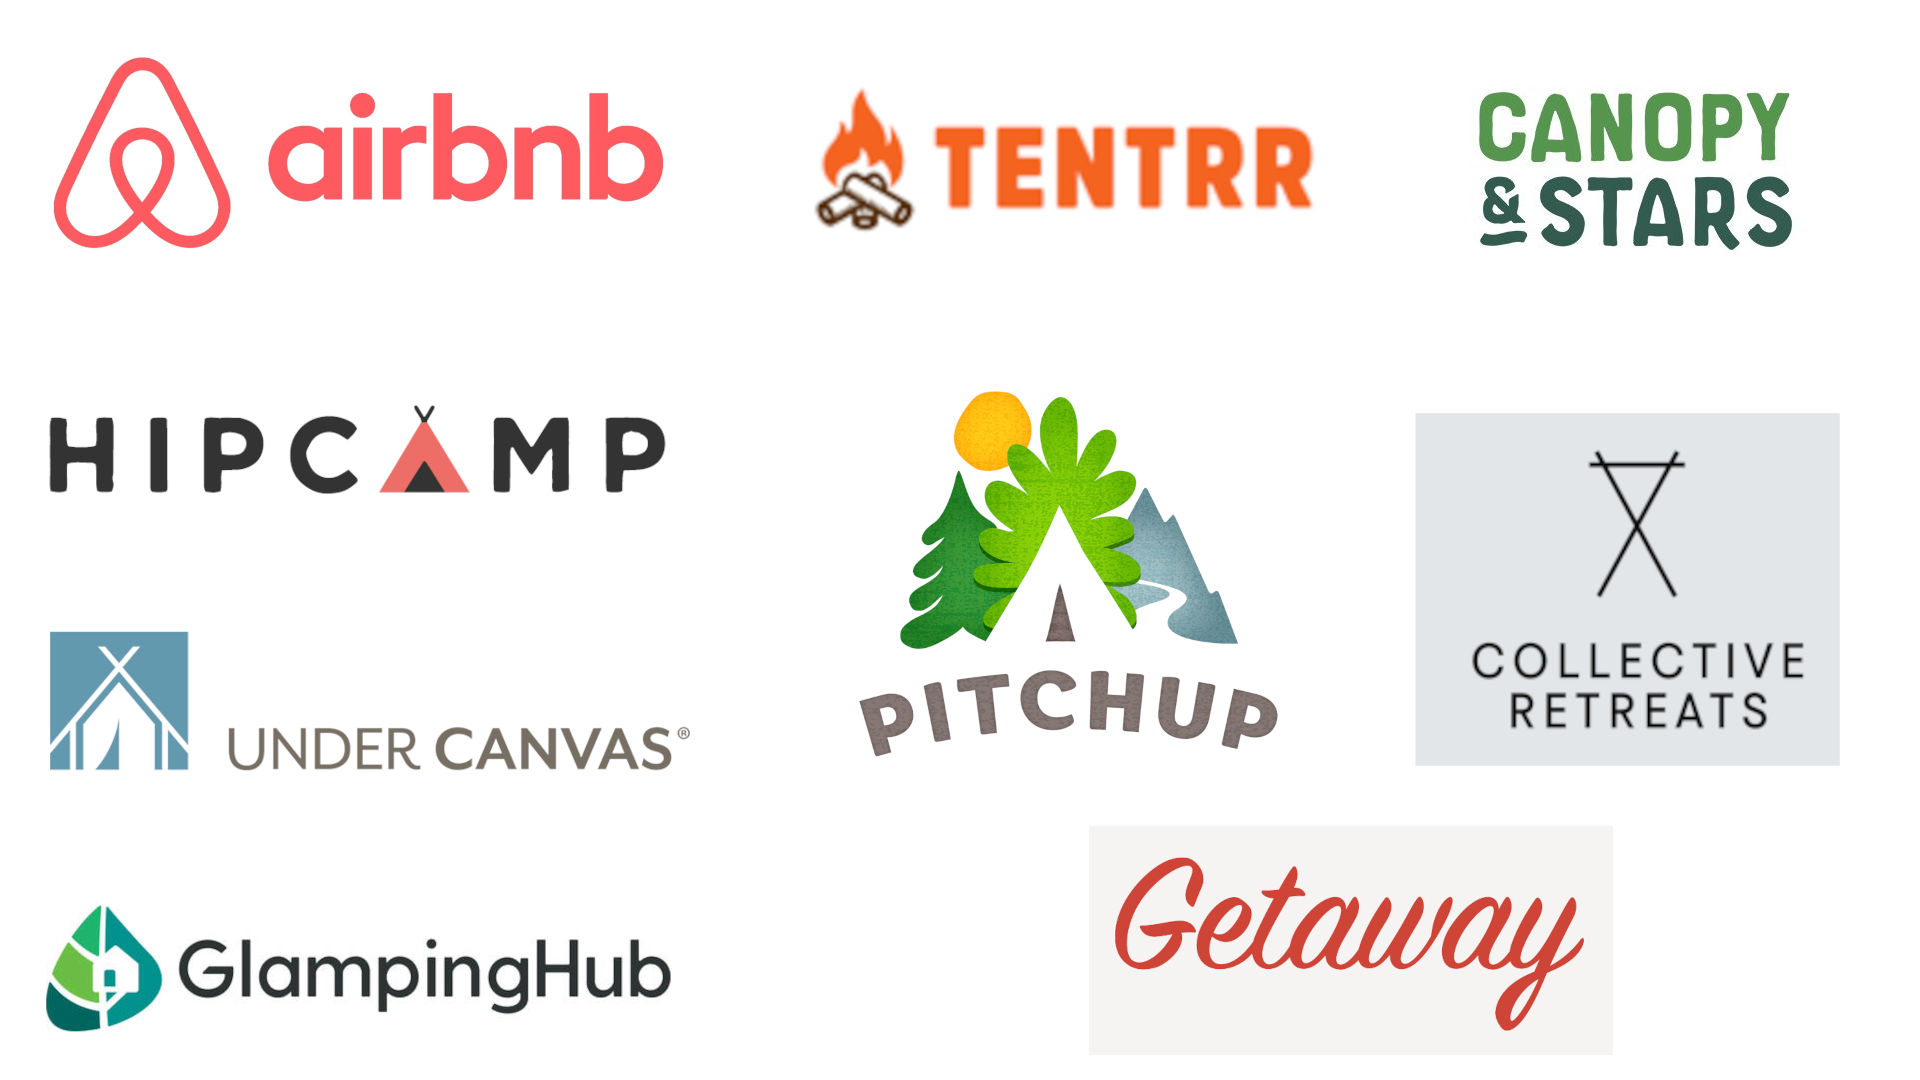 airbnb
TENTRR
CANOPY
& STARS
HIPCAMP
PITCHUP
COLLECTIVE
RETREATS
UNDER CANVAS®
GlampingHub
Getaway